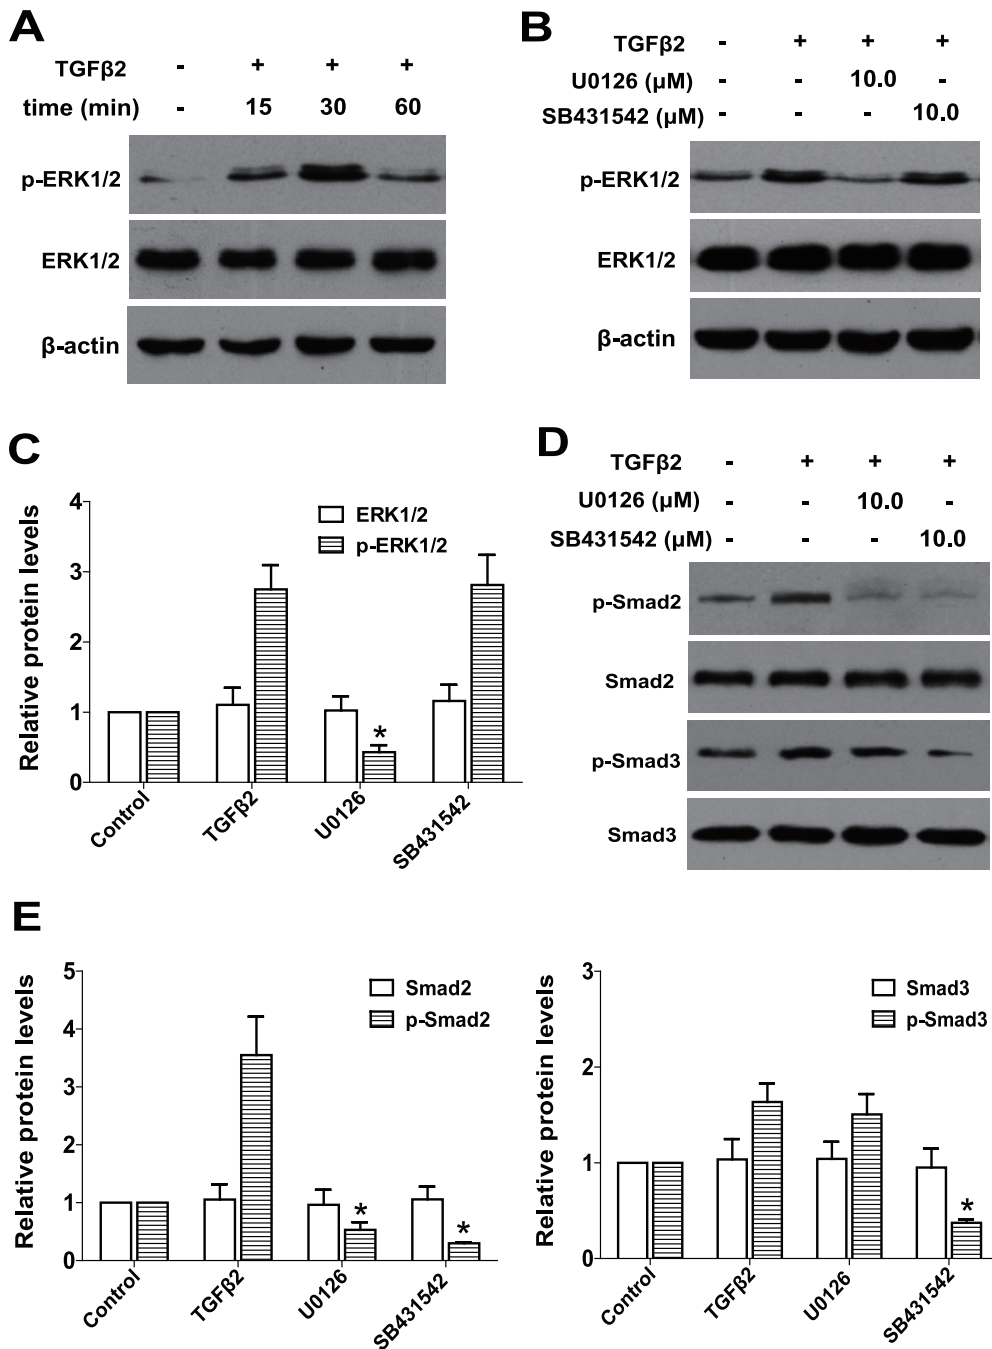 A
TGFβ2 - + + +
time (min) - 15 30 60
p-ERK1/2
ERK1/2
β-actin
B
TGFβ2 - + + +
U0126 (μM) - - 10.0 -
SB431542 (μM) - - - 10.0
p-ERK1/2
ERK1/2
β-actin
C
Relative protein levels
4
3
2
1
0
ERK1/2
p-ERK1/2
*
Control
TGFβ2
U0126
SB431542
D
TGFβ2 - + + +
U0126 (μM) - - 10.0 -
SB431542 (μM) - - - 10.0
p-Smad2
Smad2
p-Smad3
Smad3
E
Relative protein levels
5
4
3
2
1
0
Smad2
p-Smad2
*
*
Control
TGFβ2
U0126
SB431542
Relative protein levels
3
2
1
0
Smad3
p-Smad3
*
Control
TGFβ2
U0126
SB431542